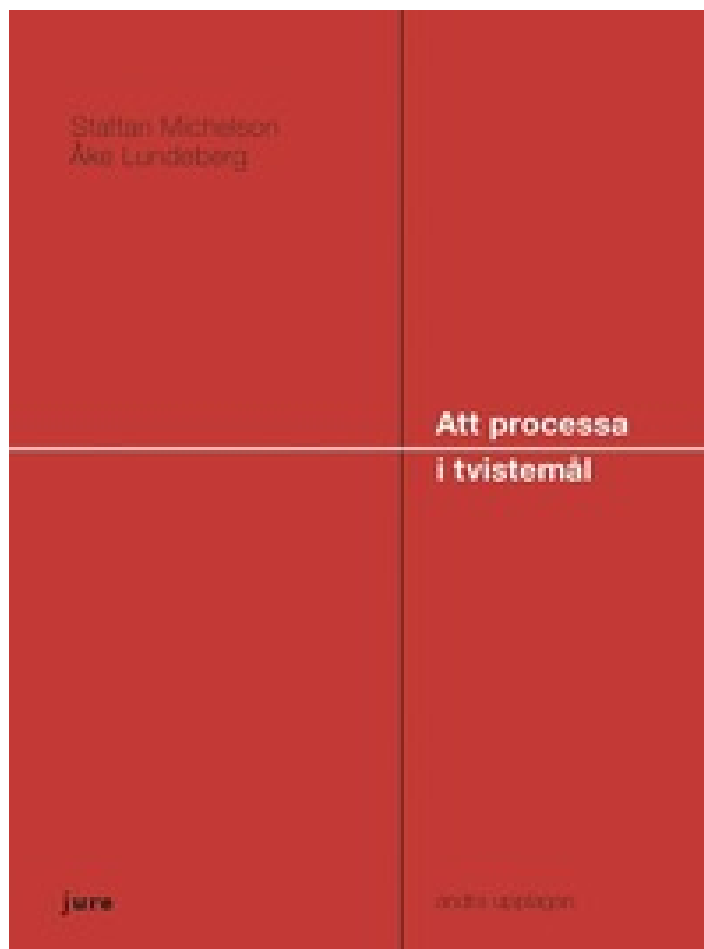 Staffan Michelson
Åke Lundeberg
Att processa
i tvistemål
jure
andra upplagan